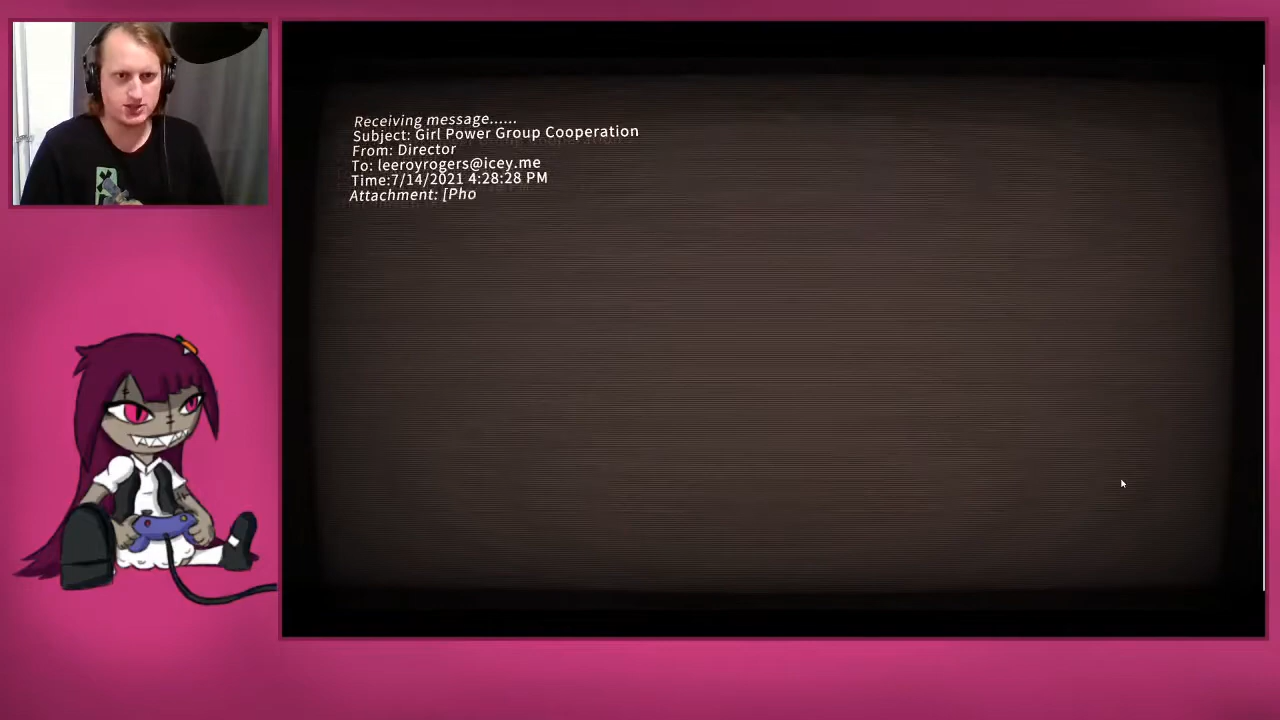 Receiving message......
Subject: Girl Power Group Cooperation
From: Director
To: leeroyrogers@icey.me
Time:7/14/2021 4:28:28 PM
Attachment: [Pho